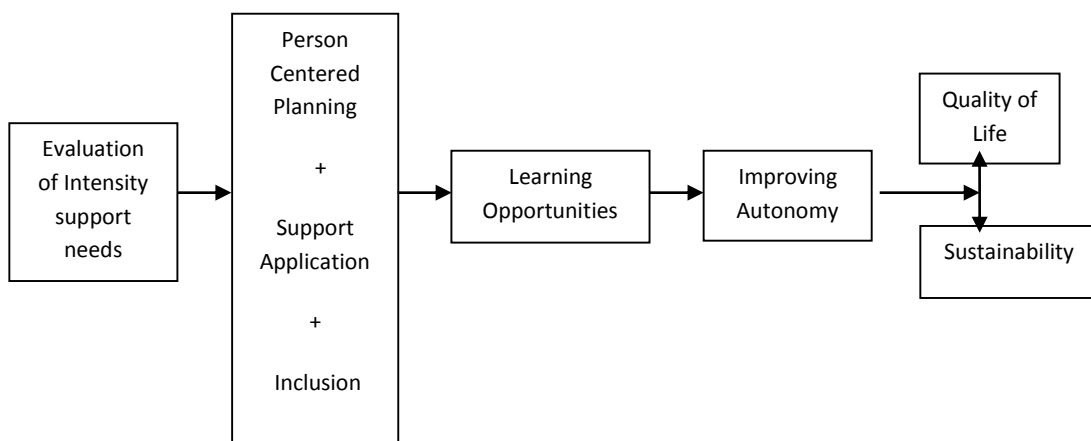 Evaluation
of Intensity
support
needs
Person
Centered
Planning
+
Support
Application
+
Inclusion
Learning
Opportunities
Improving
Autonomy
Quality of
Life
Sustainability